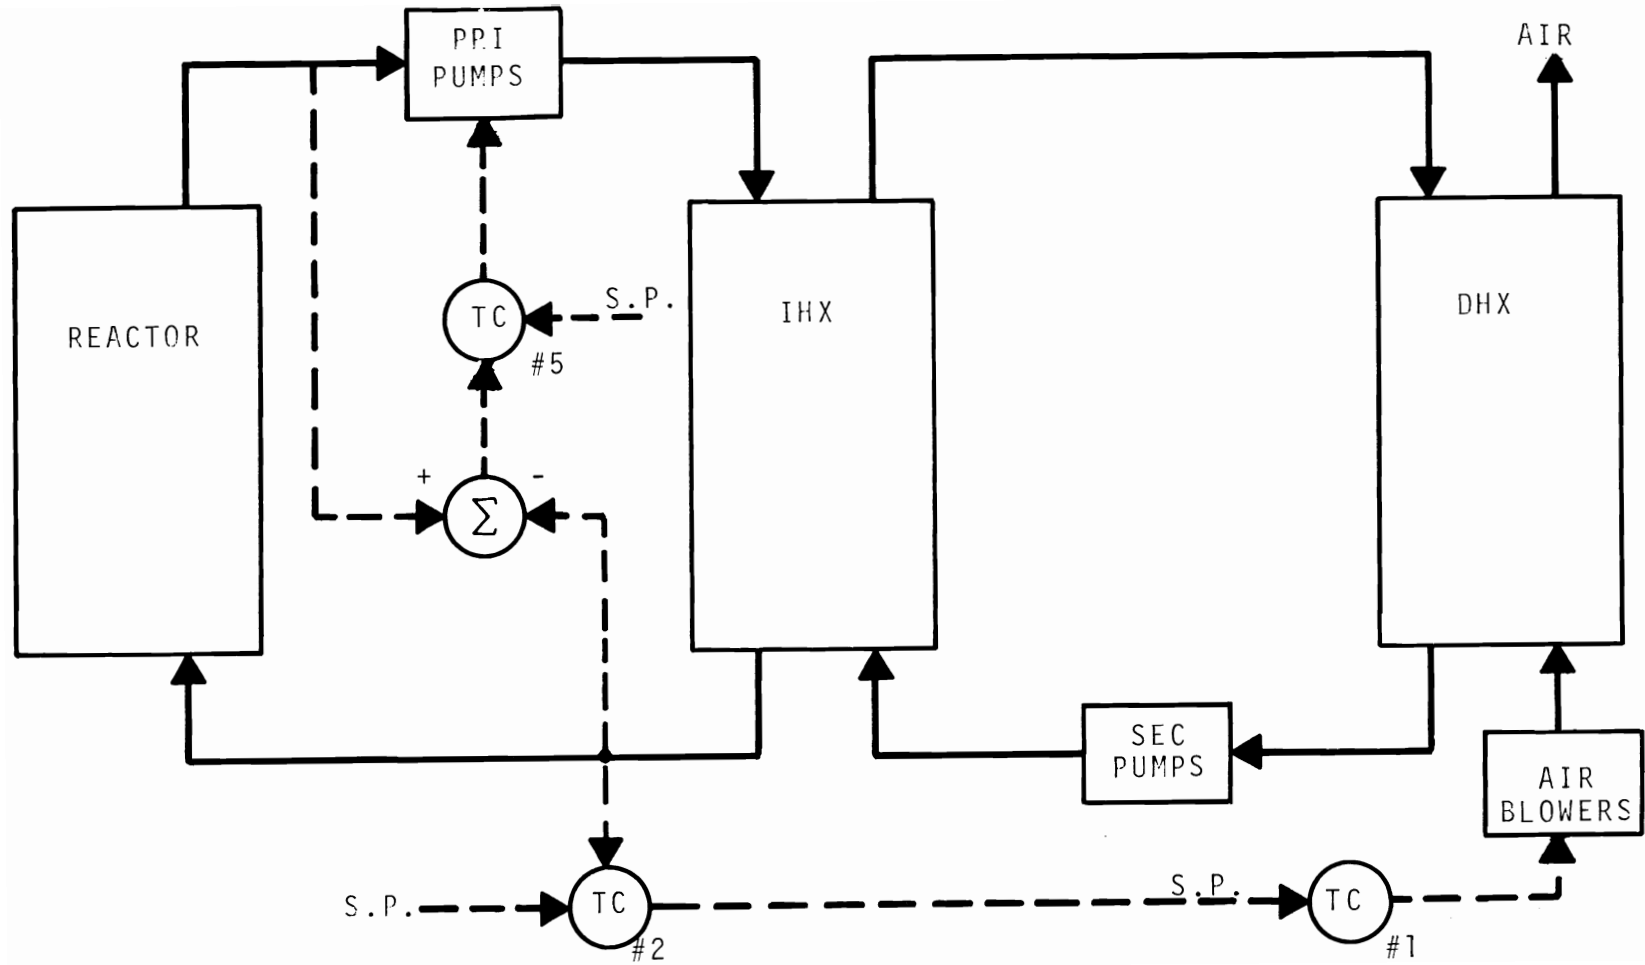 PRI
PUMPS
AIR
REACTOR
TC
S.P.
#5
IHX
DHX
+
-
Σ
SEC
PUMPS
AIR
BLOWERS
S.P.
TC
#2
S.P.
TC
#1